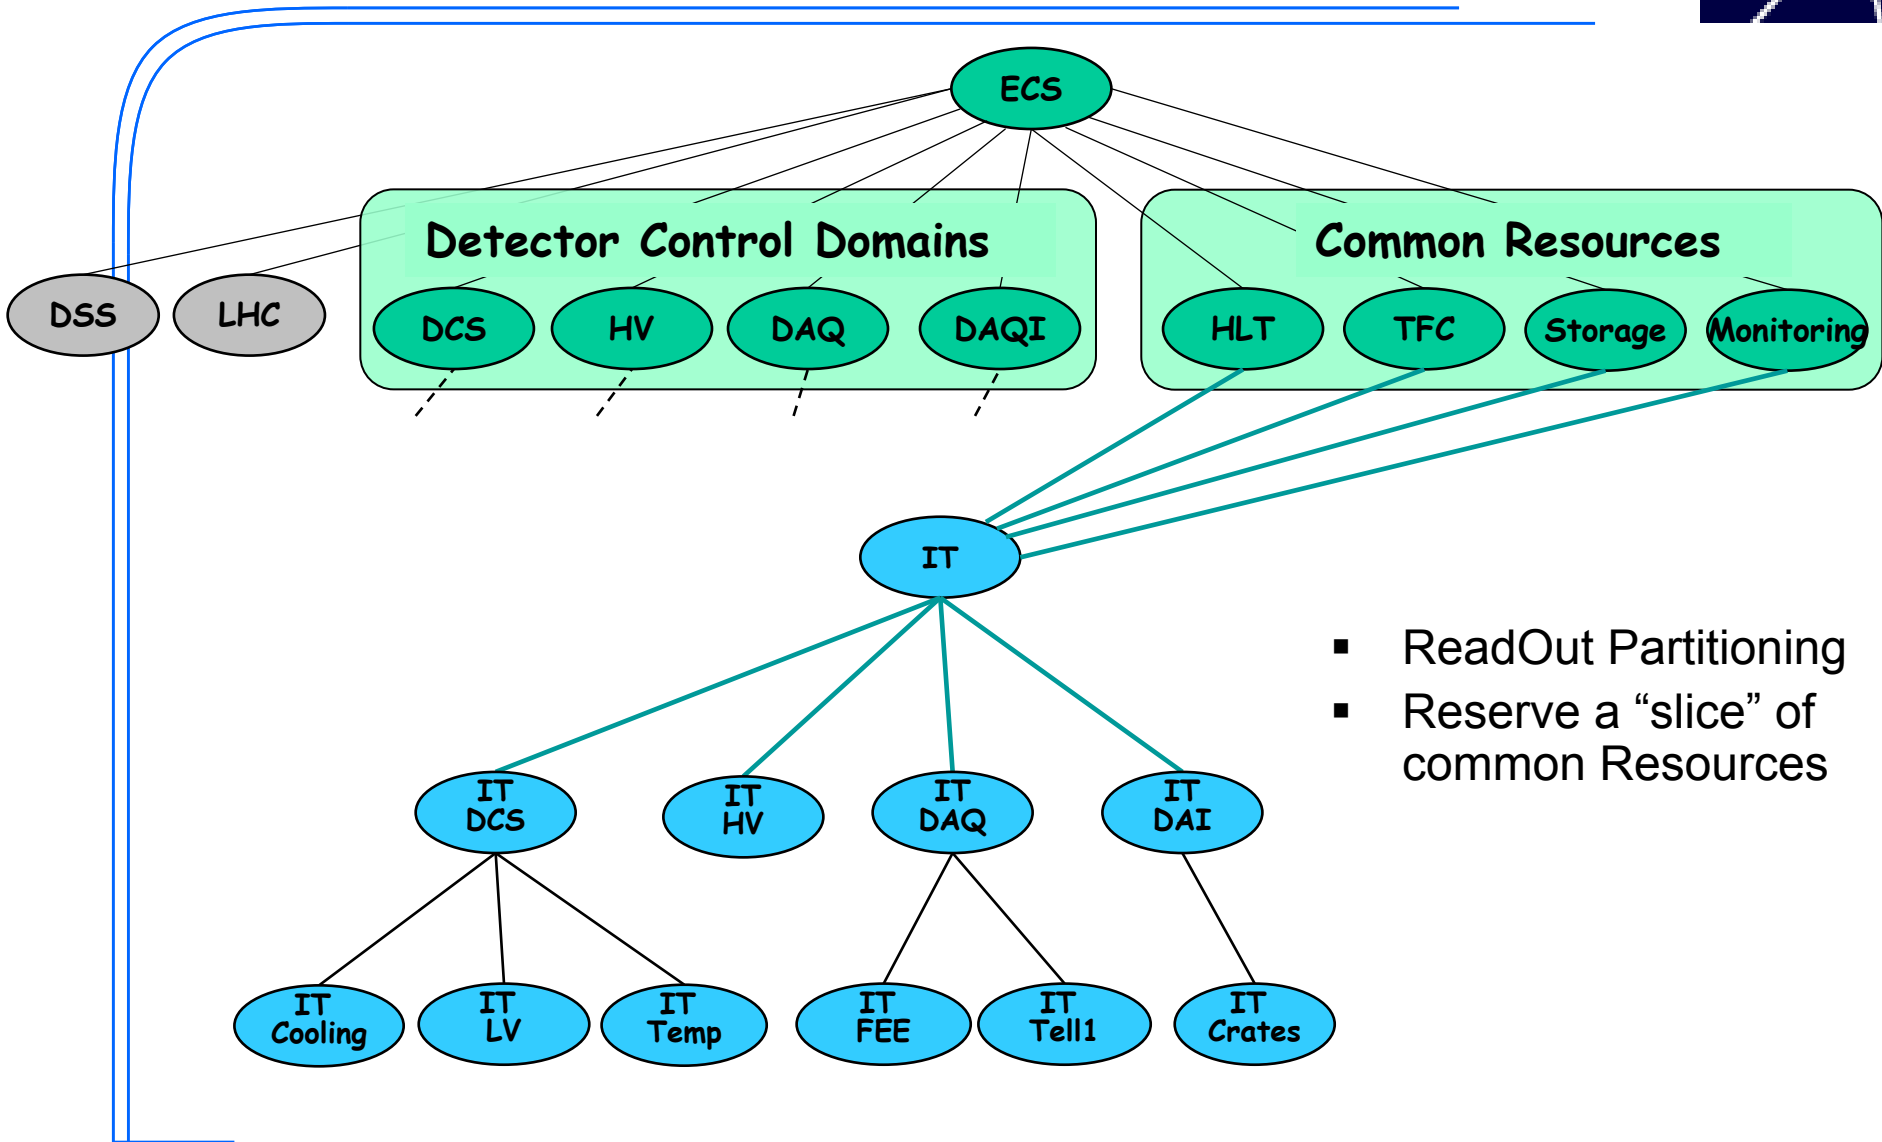 ECS
Detector Control Domains
Common Resources
DSS
LHC
DCS
HV
DAQ
DAQI
HLT
TFC
Storage
Monitoring
IT
▪ ReadOut Partitioning
▪ Reserve a “slice” of
common Resources
IT
DCS
IT
HV
IT
DAQ
IT
DAI
IT
Cooling
IT
LV
IT
Temp
IT
FEE
IT
Tell1
IT
Crates